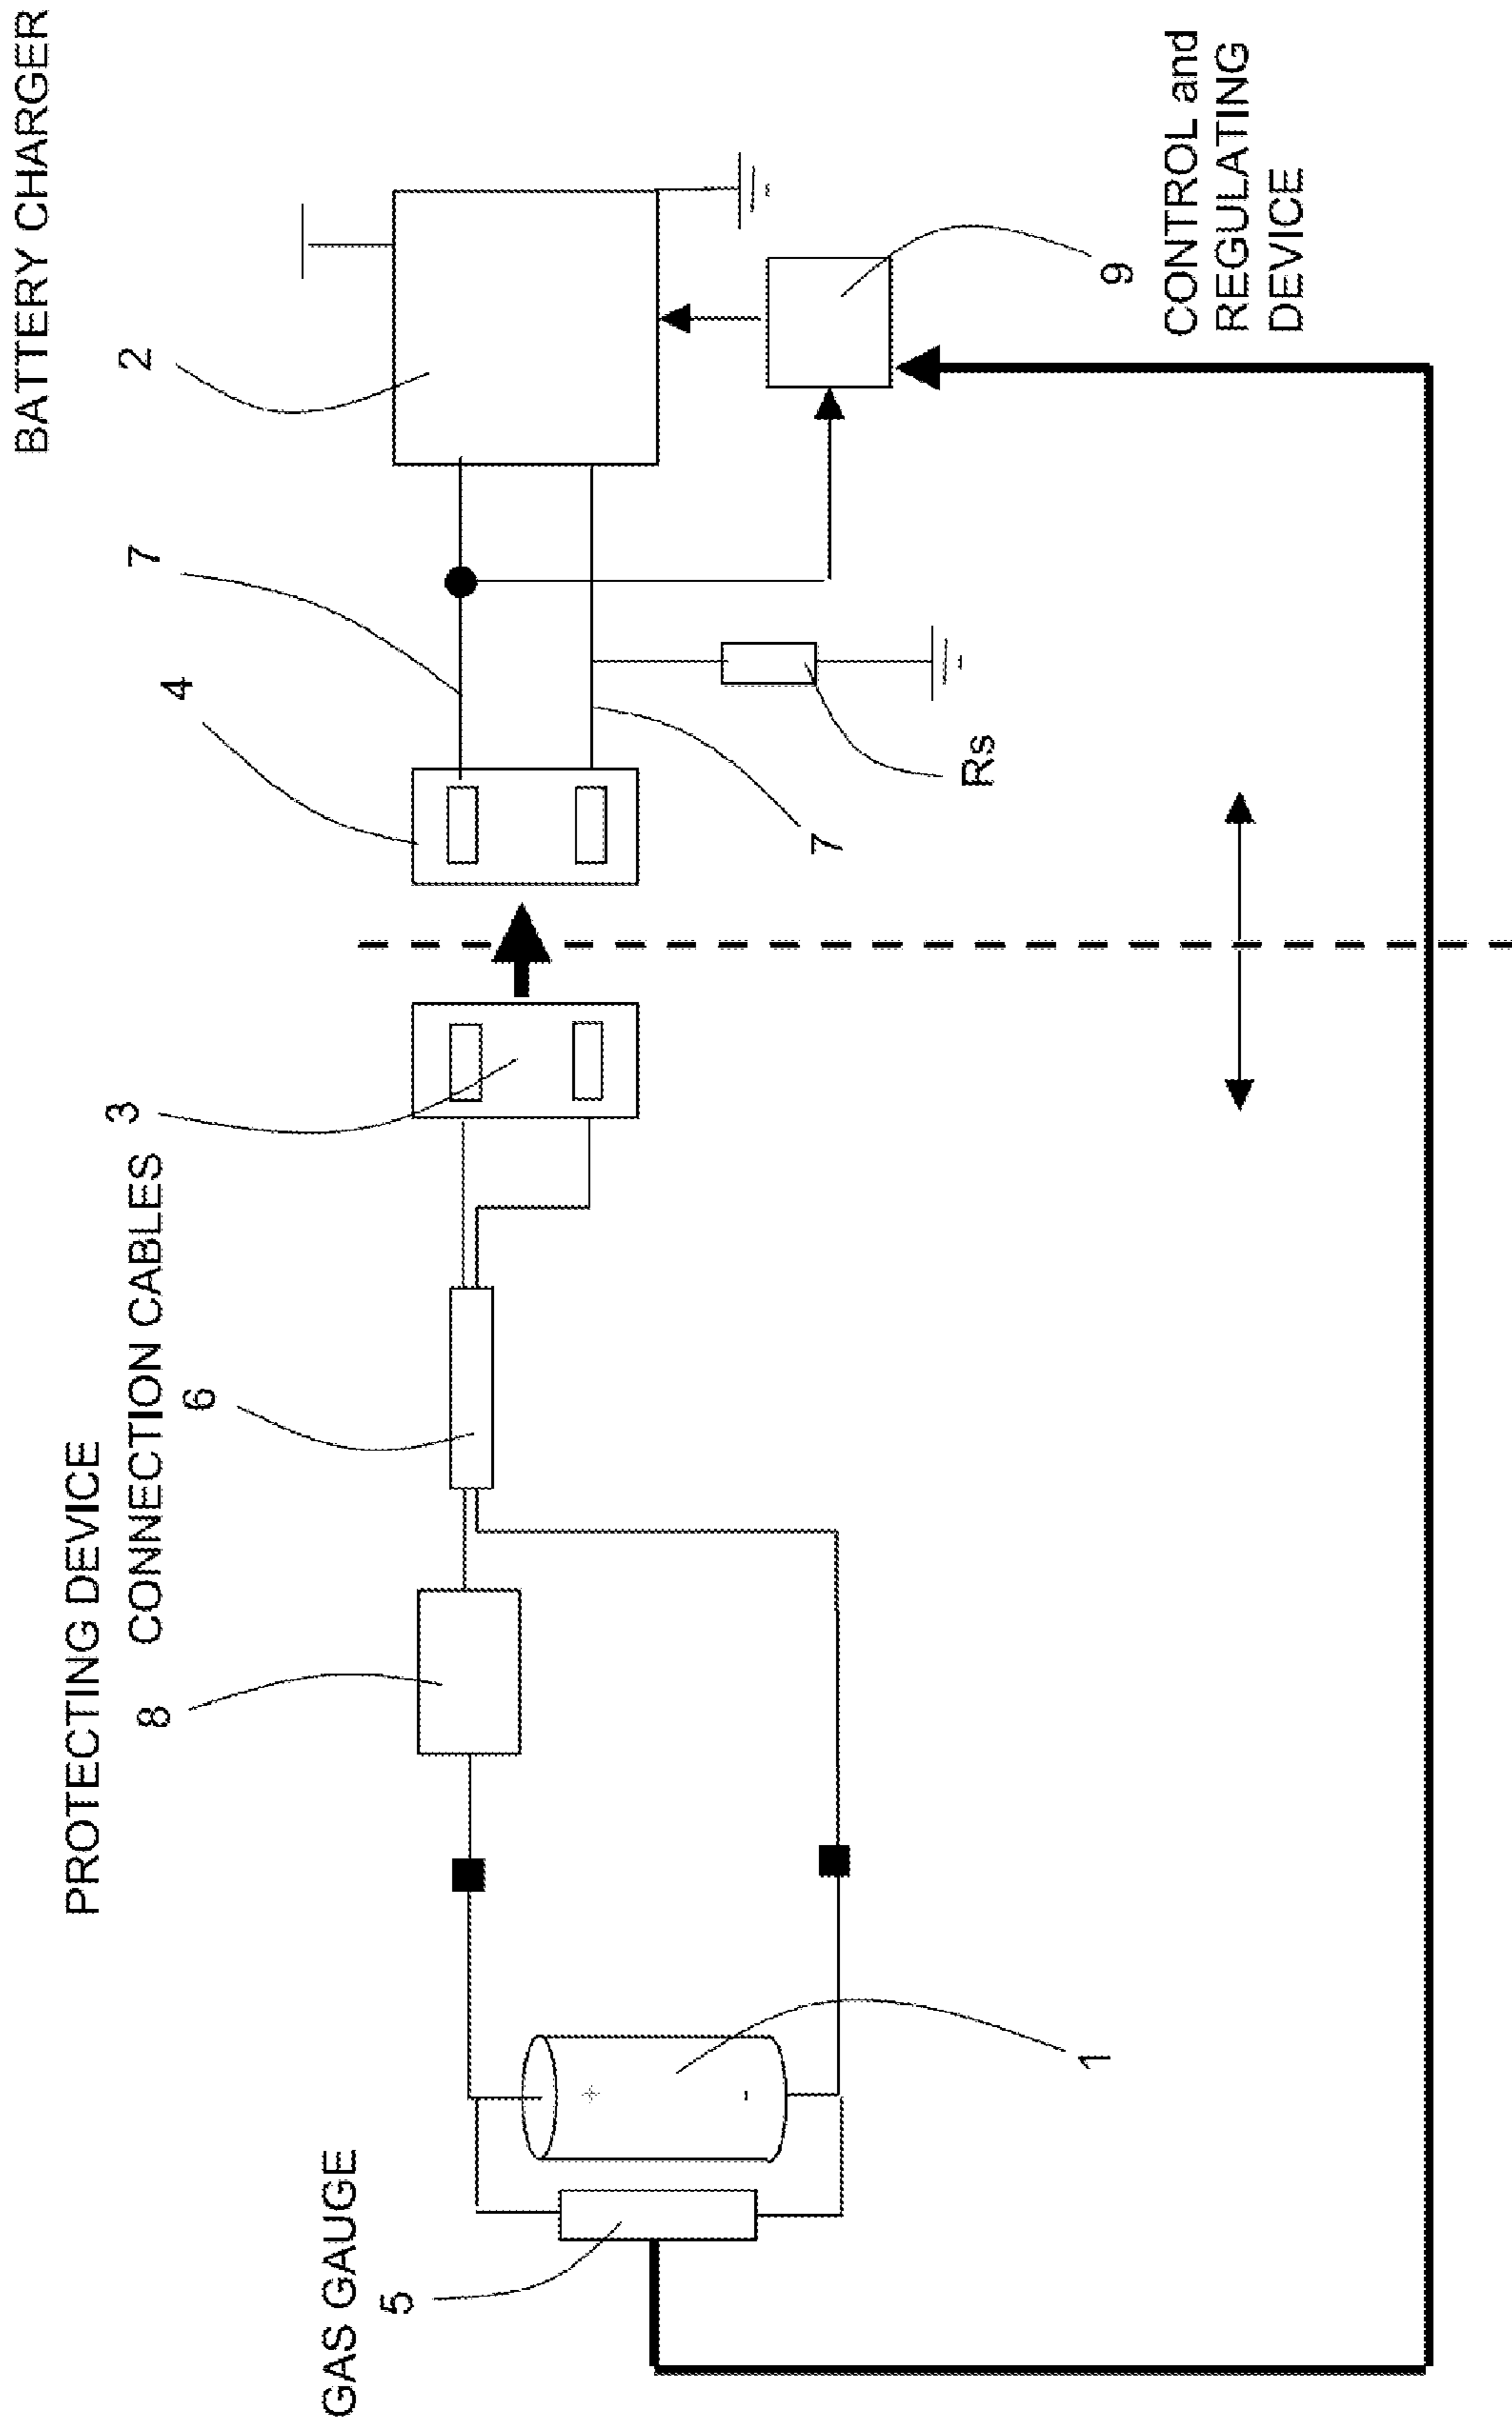 BATTERY CHARGER
2
7
4
3
CONNECTION CABLES
6
PROTECTING DEVICE
8
GAS GAUGE
5
+
-
1
7
Rs
9
CONTROL and
REGULATING
DEVICE